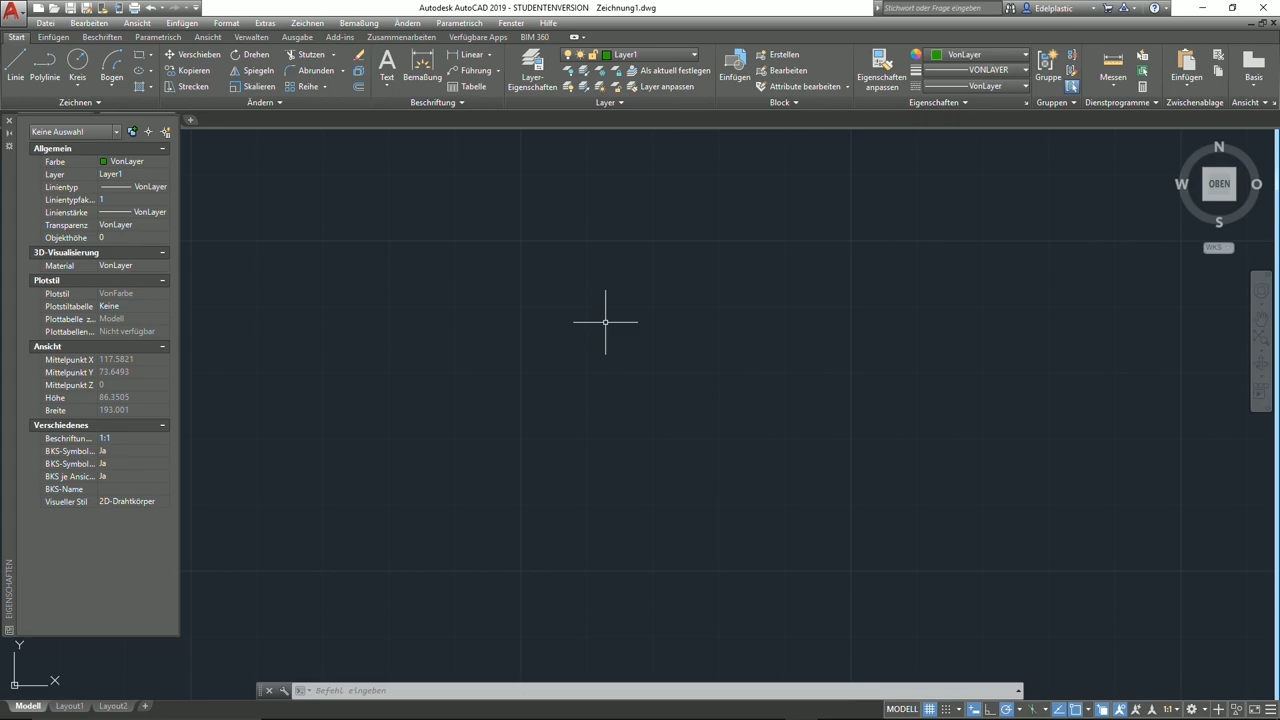 Autodesk AutoCAD 2019 - STUDENTENVERSION Zeichnung1.dwg
Stichwort oder Frage eingeben
Edelplastic
Datei Bearbeiten Ansicht Einfügen Format Extras Zeichnen Bemaßung Ändern Parametrisch Fenster Hilfe
Start Einfügen Beschriften Parametrisch Ansicht Verwalten Ausgabe Add-ins Zusammenarbeiten Verfügbare Apps BIM 360
Linie Polylinie Kreis Bogen
Verschieben Drehen Stutzen
Kopieren Spiegeln Abrunden
Strecken Skalieren Reihe
Text Bemaßung
Linear
Führung
Tabelle
Layer-
Eigenschaften
Layer1
Als aktuell festlegen
Layer anpassen
Einfügen
Erstellen
Bearbeiten
Attribute bearbeiten
Eigenschaften
anpassen
VonLayer
VONLAYER
VonLayer
Gruppe
Messen
Einfügen
Basis
Zeichnen Ändern Beschriftung Layer Block Eigenschaften Gruppen Dienstprogramme Zwischenablage Ansicht
Keine Auswahl
Allgemein
Farbe VonLayer
Layer Layer1
Linientyp VonLayer
Linientypfak... 1
Linienstärke VonLayer
Transparenz VonLayer
Objekthöhe 0
3D-Visualisierung
Material VonLayer
Plotstil
Plotstil VonFarbe
Plotstiltabelle Keine
Plottabelle z... Modell
Plottabellen... Nicht verfügbar
Ansicht
Mittelpunkt X 117.5821
Mittelpunkt Y 73.6493
Mittelpunkt Z 0
Höhe 86.3505
Breite 193.001
Verschiedenes
Beschriftun... 1:1
BKS-Symbol... Ja
BKS-Symbol... Ja
BKS je Ansic... Ja
BKS-Name
Visueller Stil 2D-Drahtkörper
EIGENSCHAFTEN
N
W OBEN O
S
WKS
Y
X
Befehl eingeben
Modell Layout1 Layout2
MODELL
1:1